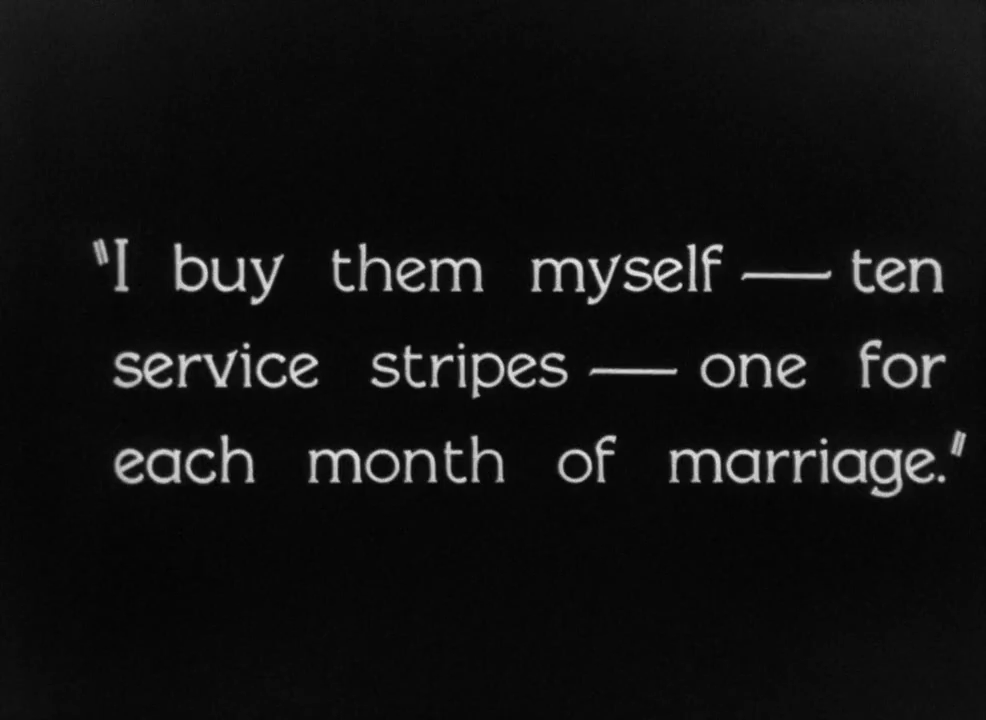 "I buy them myself — ten
service stripes — one for
each month of marriage."